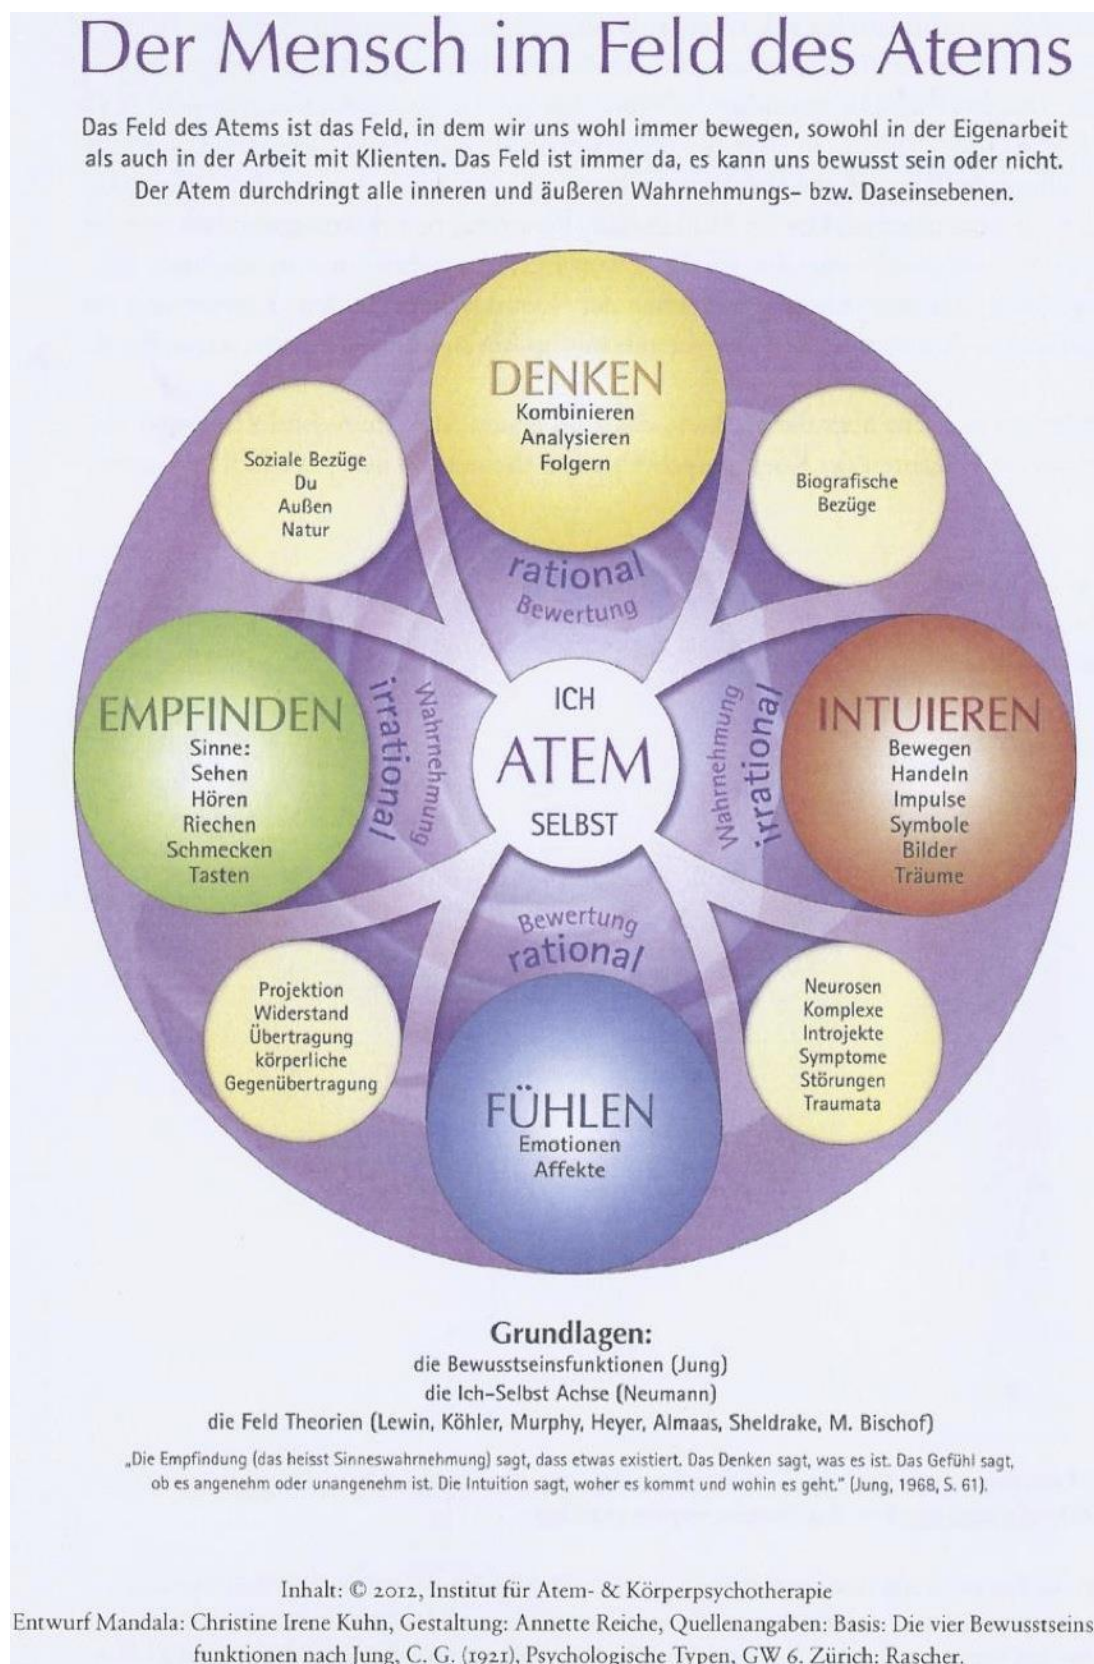 Der Mensch im Feld des Atems
Das Feld des Atems ist das Feld, in dem wir uns wohl immer bewegen, sowohl in der Eigenarbeit
als auch in der Arbeit mit Klienten. Das Feld ist immer da, es kann uns bewusst sein oder nicht.
Der Atem durchdringt alle inneren und äußeren Wahrnehmungs- bzw. Daseinsebenen.
DENKEN
Kombinieren
Analysieren
Folgern
Soziale Bezüge
Du
Außen
Natur
Biografische
Bezüge
rational
Bewertung
EMPFINDEN
Sinne:
Sehen
Hören
Riechen
Schmecken
Tasten
irrational
Wahrnehmung
ICH
ATEM
SELBST
Wahrnehmung
irrational
INTUIEREN
Bewegen
Handeln
Impulse
Symbole
Bilder
Träume
Bewertung
rational
Projektion
Widerstand
Übertragung
körperliche
Gegenübertragung
FÜHLEN
Emotionen
Affekte
Neurosen
Komplexe
Introjekte
Symptome
Störungen
Traumata
Grundlagen:
die Bewusstseinsfunktionen (Jung)
die Ich-Selbst Achse (Neumann)
die Feld Theorien (Lewin, Köhler, Murphy, Heyer, Almaas, Sheldrake, M. Bischof)
„Die Empfindung (das heisst Sinneswahrnehmung) sagt, dass etwas existiert. Das Denken sagt, was es ist. Das Gefühl sagt,
ob es angenehm oder unangenehm ist. Die Intuition sagt, woher es kommt und wohin es geht.“ (Jung, 1968, S. 61).
Inhalt: © 2012, Institut für Atem- & Körperpsychotherapie
Entwurf Mandala: Christine Irene Kuhn, Gestaltung: Annette Reiche, Quellenangaben: Basis: Die vier Bewusstseins
funktionen nach Jung, C. G. (1921), Psychologische Typen, GW 6. Zürich: Rascher.